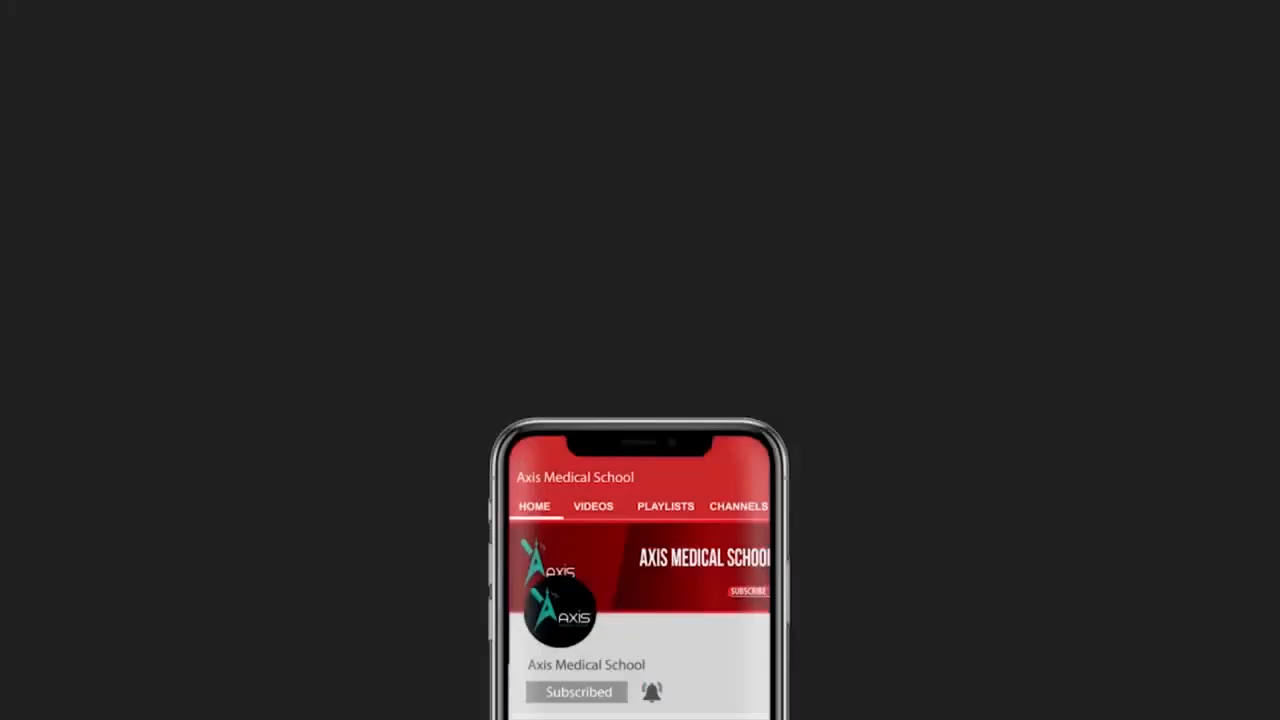 Axis Medical School
HOME VIDEOS PLAYLISTS CHANNELS
AXIS MEDICAL SCHOOL
AXIS
SUBSCRIBE
AXIS
Axis Medical School
Subscribed